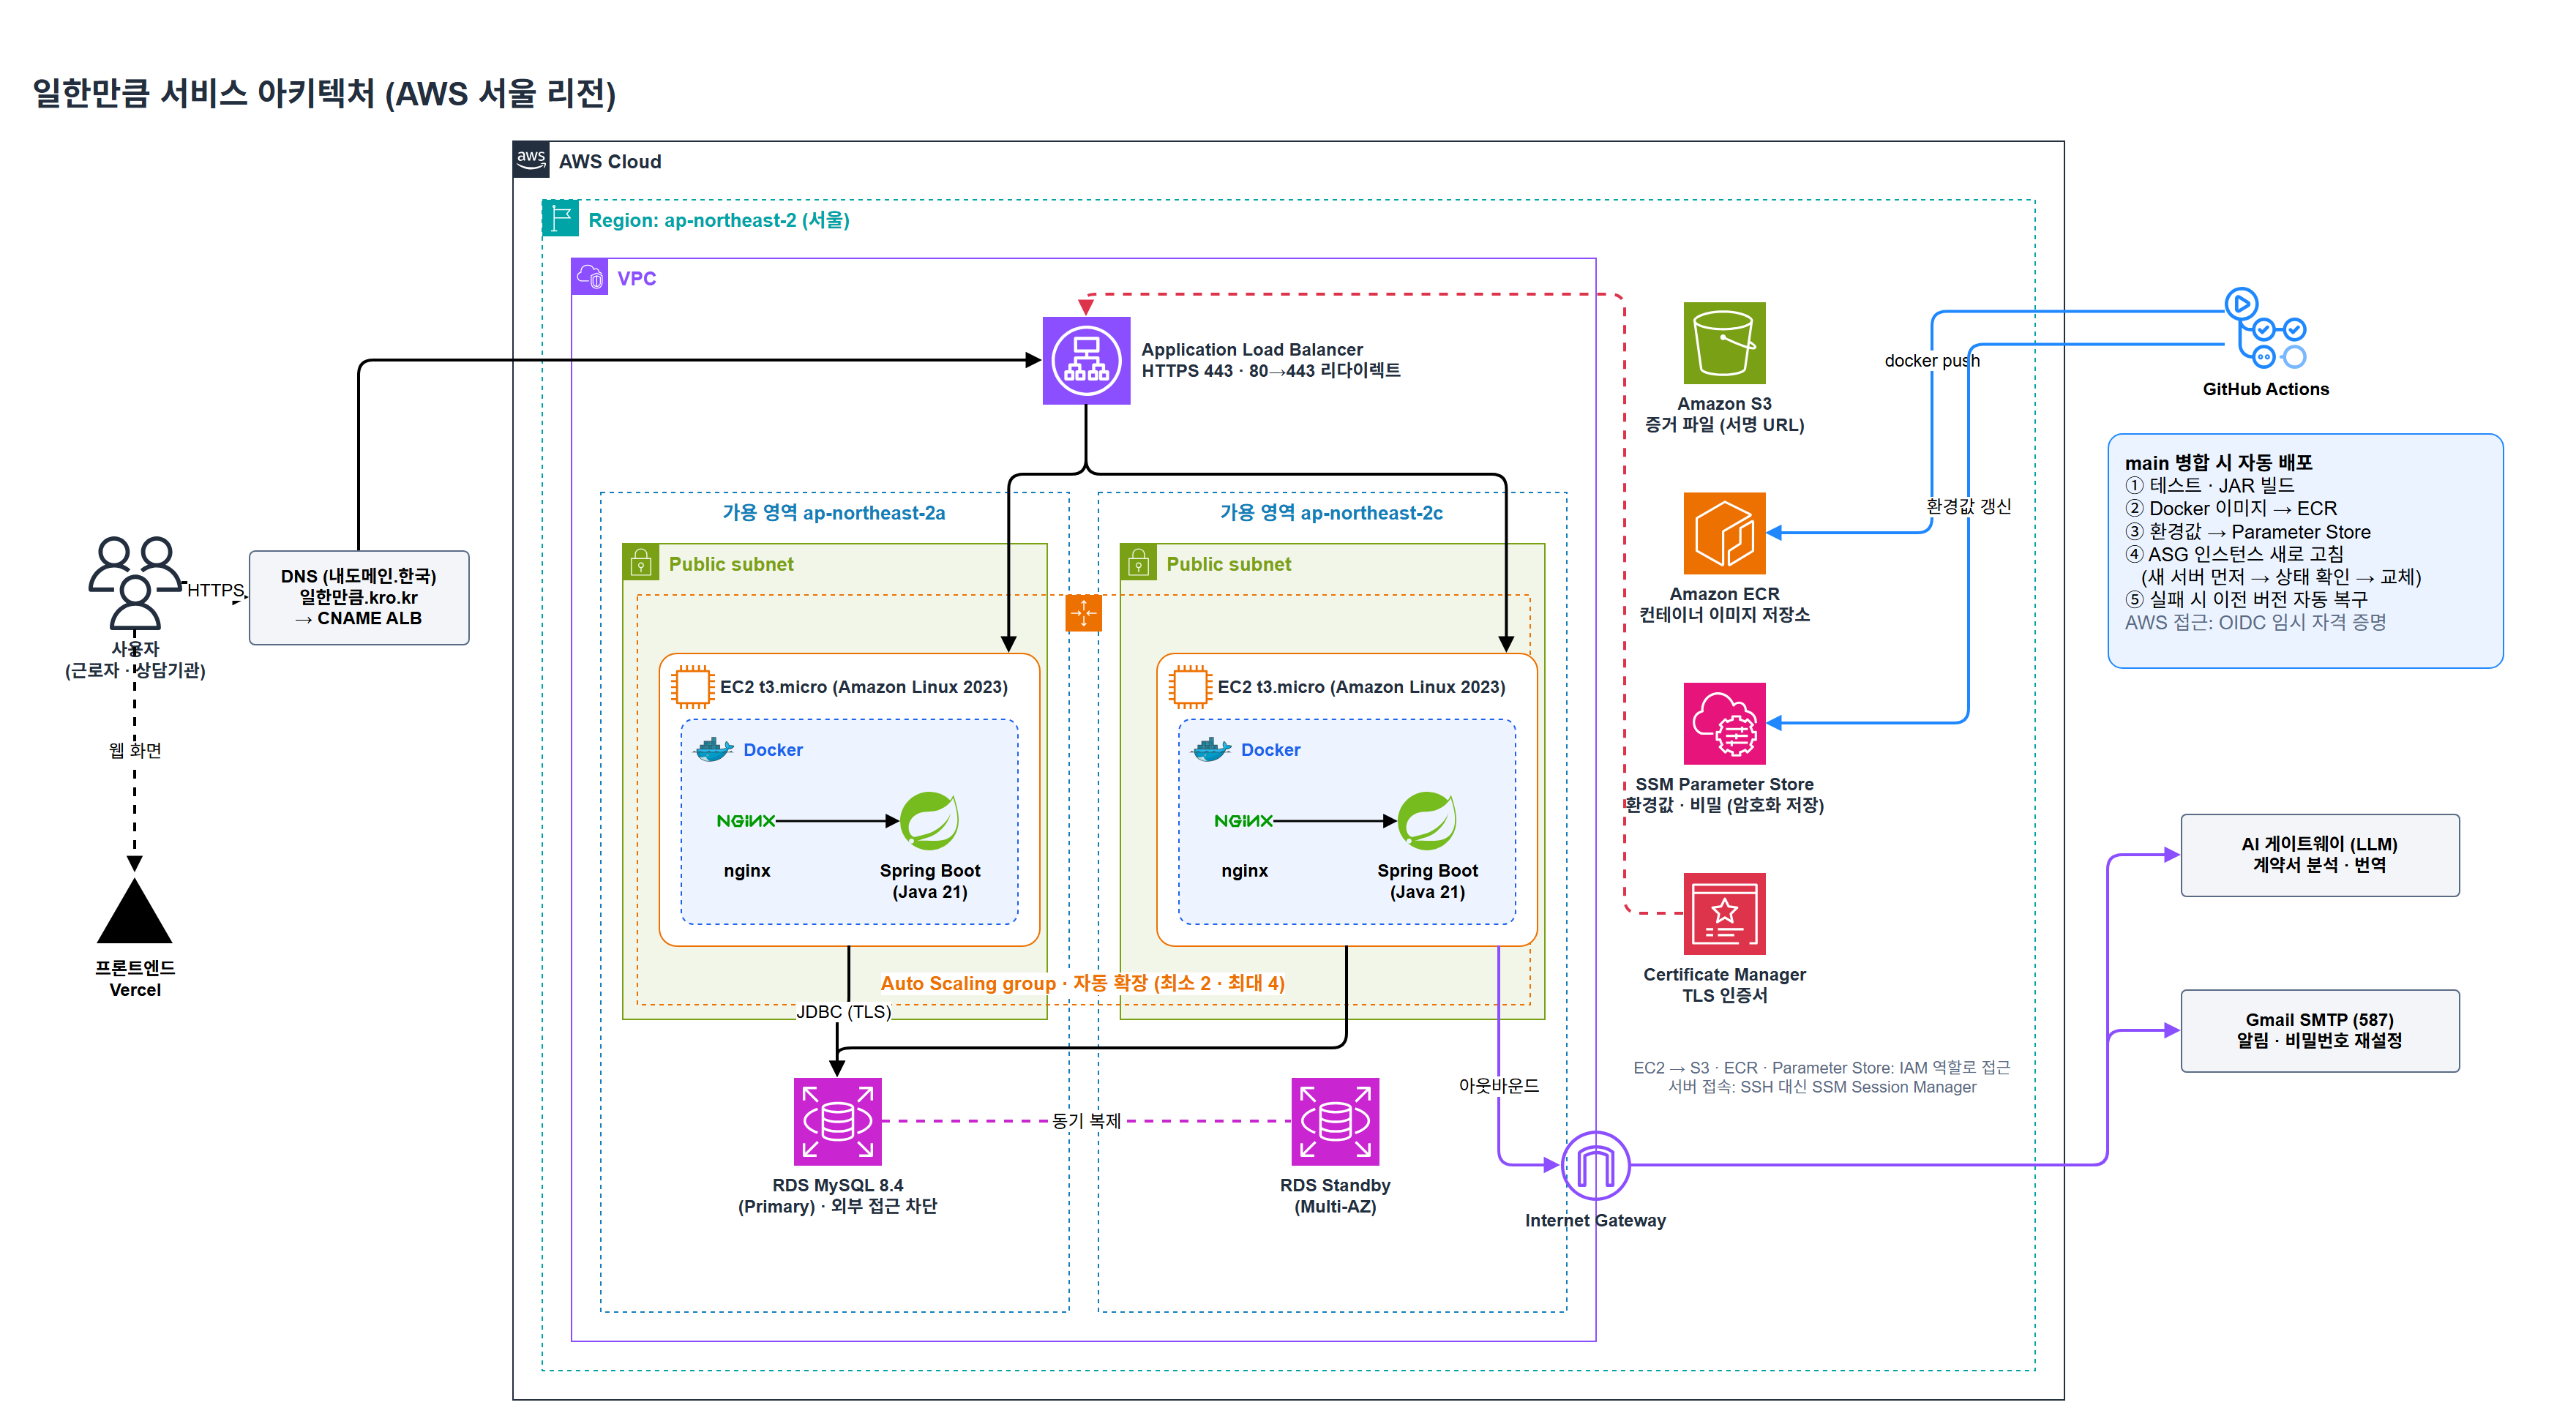 일한만큼 서비스 아키텍처 (AWS 서울 리전)
aws
AWS Cloud
Region: ap-northeast-2 (서울)
VPC
Application Load Balancer
HTTPS 443 · 80→443 리다이렉트
Amazon S3
증거 파일 (서명 URL)
docker push
GitHub Actions
main 병합 시 자동 배포
① 테스트 · JAR 빌드
② Docker 이미지 → ECR
③ 환경값 → Parameter Store
④ ASG 인스턴스 새로 고침
(새 서버 먼저 → 상태 확인 → 교체)
⑤ 실패 시 이전 버전 자동 복구
AWS 접근: OIDC 임시 자격 증명
환경값 갱신
Amazon ECR
컨테이너 이미지 저장소
사용자
(근로자 · 상담기관)
HTTPS
DNS (내도메인.한국)
일한만큼.kro.kr
→ CNAME ALB
웹 화면
프론트엔드
Vercel
가용 영역 ap-northeast-2a
Public subnet
EC2 t3.micro (Amazon Linux 2023)
Docker
NGINX
nginx
Spring Boot
(Java 21)
가용 영역 ap-northeast-2c
Public subnet
EC2 t3.micro (Amazon Linux 2023)
Docker
NGINX
nginx
Spring Boot
(Java 21)
Auto Scaling group · 자동 확장 (최소 2 · 최대 4)
JDBC (TLS)
SSM Parameter Store
환경값 · 비밀 (암호화 저장)
Certificate Manager
TLS 인증서
EC2 → S3 · ECR · Parameter Store: IAM 역할로 접근
서버 접속: SSH 대신 SSM Session Manager
AI 게이트웨이 (LLM)
계약서 분석 · 번역
Gmail SMTP (587)
알림 · 비밀번호 재설정
아웃바운드
동기 복제
RDS MySQL 8.4
(Primary) · 외부 접근 차단
RDS Standby
(Multi-AZ)
Internet Gateway